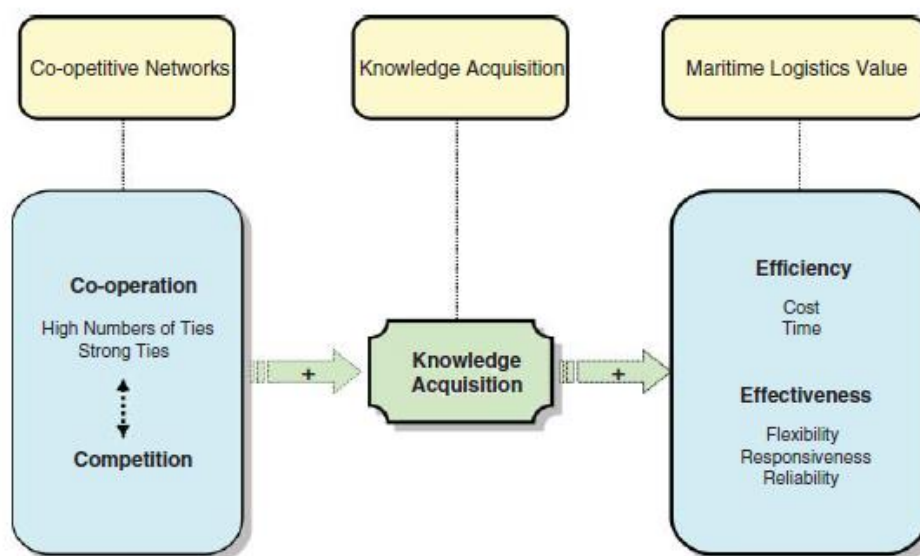 Co-opetitive Networks
Knowledge Acquisition
Maritime Logistics Value
Co-operation
High Numbers of Ties
Strong Ties
Competition
+
Knowledge
Acquisition
+
Efficiency
Cost
Time
Effectiveness
Flexibility
Responsiveness
Reliability